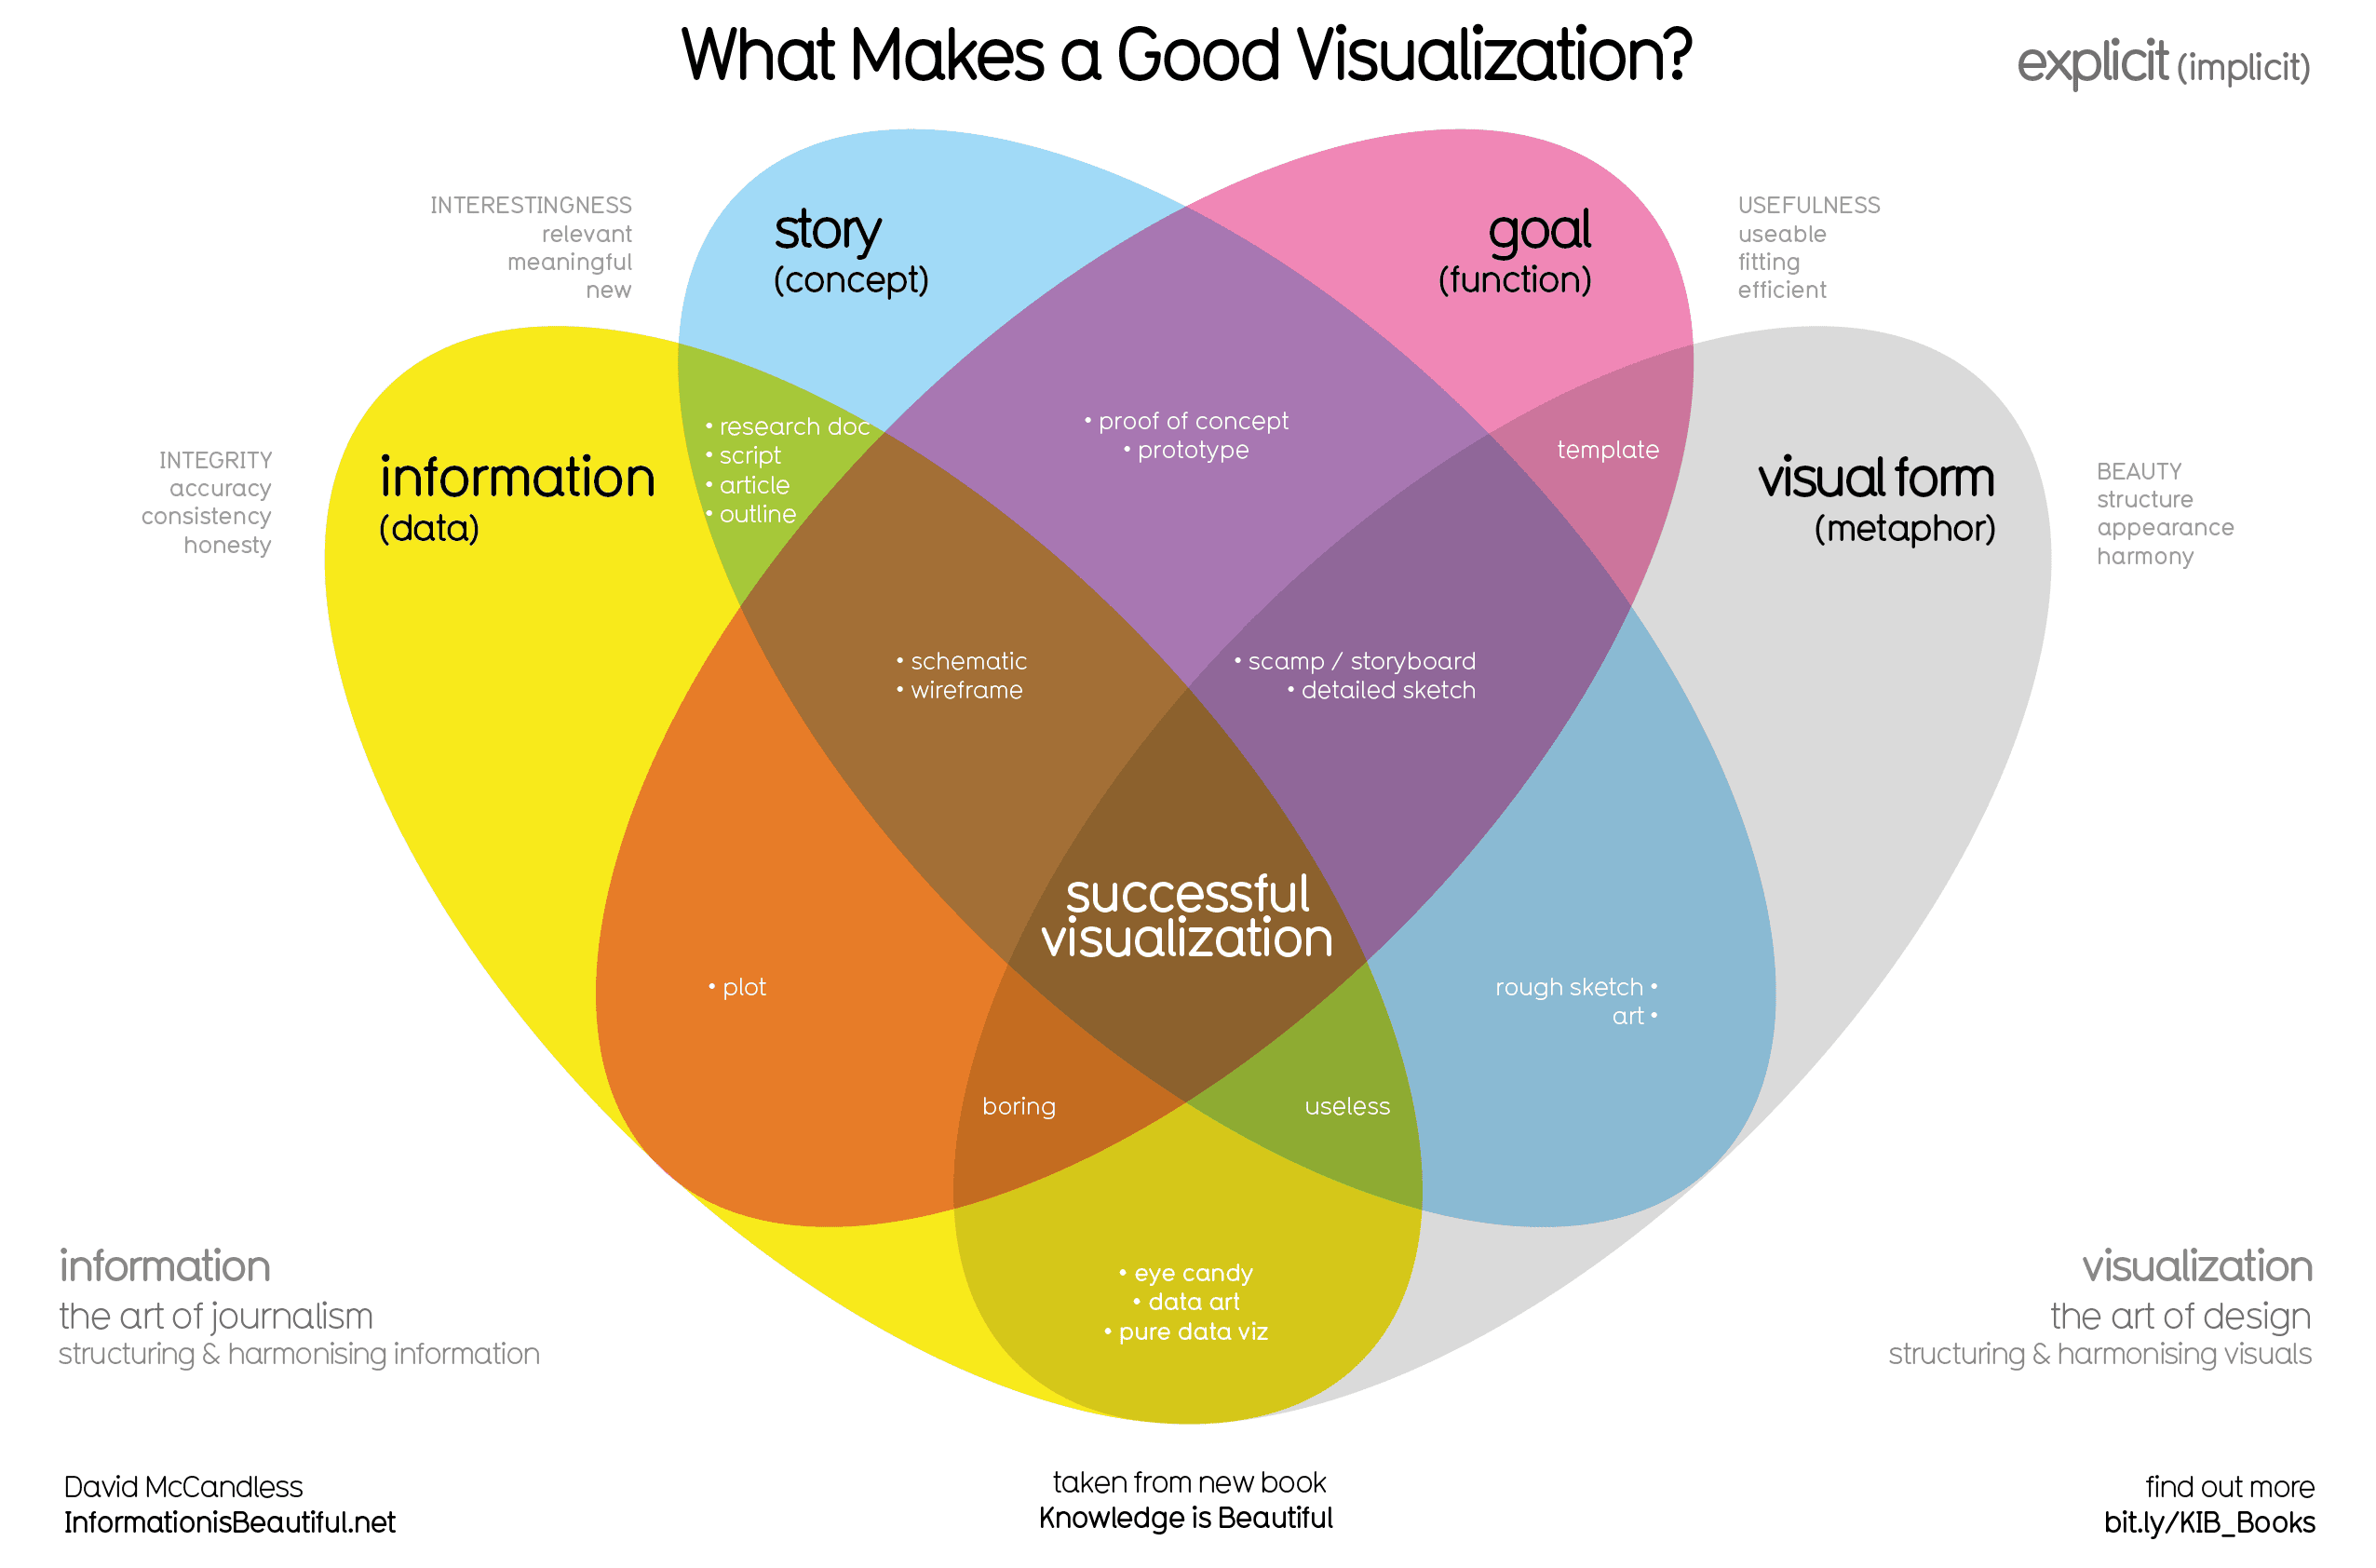 What Makes a Good Visualization?
explicit (implicit)
INTERESTINGNESS
relevant
meaningful
new
story
(concept)
goal
(function)
USEFULNESS
useable
fitting
efficient
INTEGRITY
accuracy
consistency
honesty
information
(data)
• research doc
• script
• article
• outline
• proof of concept
• prototype
template
visual form
(metaphor)
BEAUTY
structure
appearance
harmony
• schematic
• wireframe
• scamp / storyboard
• detailed sketch
successful
visualization
• plot
rough sketch •
art •
boring
useless
• eye candy
• data art
• pure data viz
information
the art of journalism
structuring & harmonising information
visualization
the art of design
structuring & harmonising visuals
David McCandless
InformationisBeautiful.net
taken from new book
Knowledge is Beautiful
find out more
bit.ly/KIB_Books